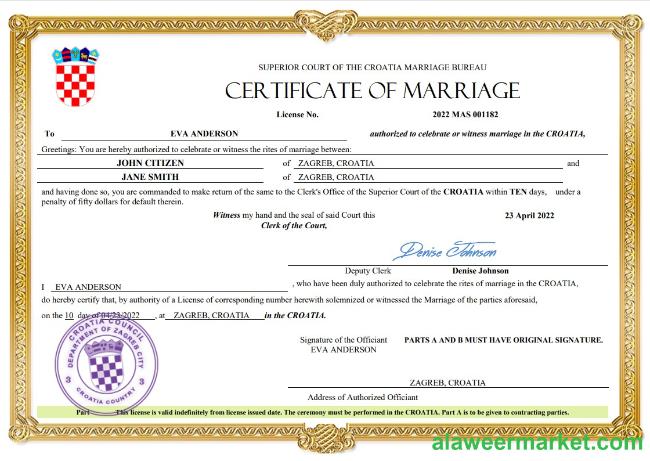 SUPERIOR COURT OF THE CROATIA MARRIAGE BUREAU
CERTIFICATE OF MARRIAGE
License No. 2022 MAS 001182
To EVA ANDERSON authorized to celebrate or witness marriage in the CROATIA,
Greetings: You are hereby authorized to celebrate or witness the rites of marriage between:
JOHN CITIZEN of ZAGREB, CROATIA and
JANE SMITH of ZAGREB, CROATIA
and having done so, you are commanded to make return of the same to the Clerk's Office of the Superior Court of the CROATIA within TEN days, under a
penalty of fifty dollars for default therein.
Witness my hand and the seal of said Court this 23 April 2022
Clerk of the Court,
Denise Johnson
Deputy Clerk Denise Johnson
I EVA ANDERSON , who have been duly authorized to celebrate the rites of marriage in the CROATIA,
do hereby certify that, by authority of a License of corresponding number herewith solemnized or witnessed the Marriage of the parties aforesaid,
on the 10 day of 04/23/2022 , at ZAGREB, CROATIA in the CROATIA.
CROATIA COUNCIL
DEPARTMENT OF ZAGREB CITY
3 3
CROATIA COUNTRY
Signature of the Officiant PARTS A AND B MUST HAVE ORIGINAL SIGNATURE.
EVA ANDERSON
ZAGREB, CROATIA
Address of Authorized Officiant
Part This license is valid indefinitely from license issued date. The ceremony must be performed in the CROATIA. Part A is to be given to contracting parties.
alaweermarket.com